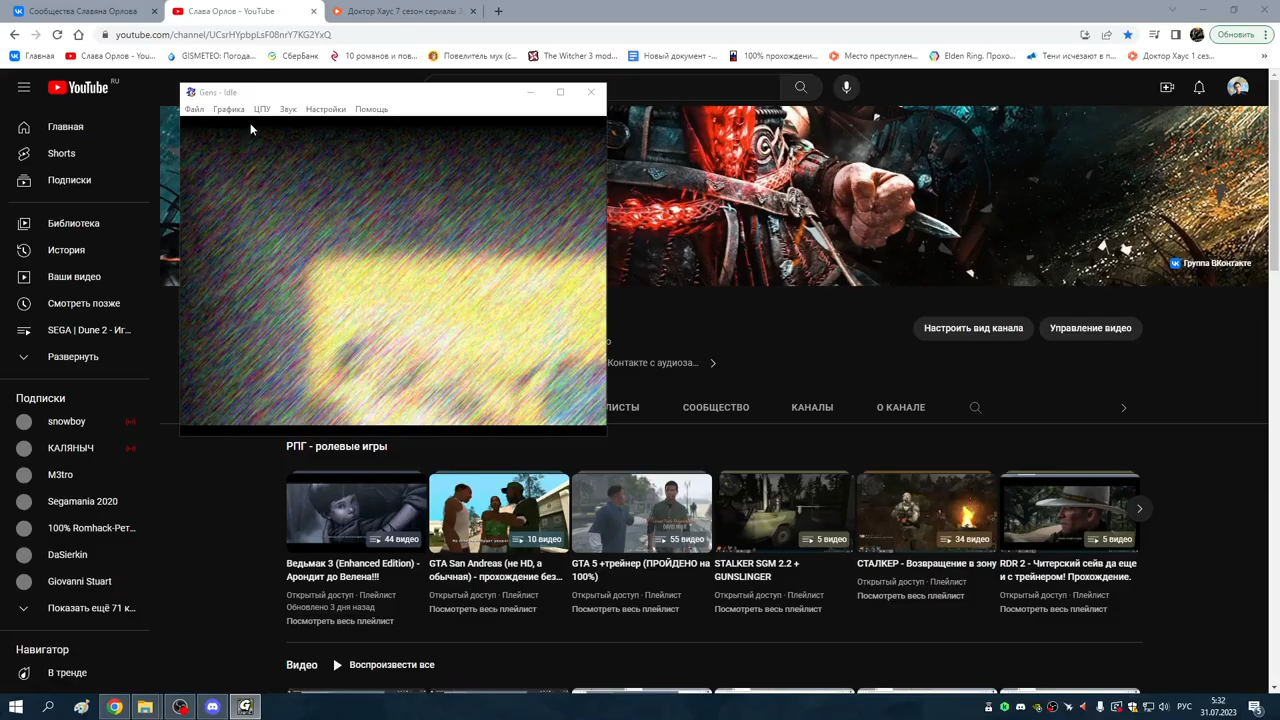 Сообщества Славяна Орлова
Слава Орлов - YouTube
Доктор Хаус 7 сезон сериалы З
youtube.com/channel/UCsrHYpbpLsF08nrY7KG2YxQ
Обновить
Главная
Слава Орлов - You...
GISMETEO: Погода...
СберБанк
10 романов и пов...
Повелитель мух (с...
The Witcher 3 mod...
Новый документ -...
100% прохождени...
Место преступлен...
Elden Ring. Прохо...
Тени исчезают в п...
Доктор Хаус 1 сез...
»
YouTube
RU
Gens - Idle
Файл Графика ЦПУ Звук Настройки Помощь
Главная
Shorts
Подписки
Библиотека
История
Ваши видео
Смотреть позже
SEGA | Dune 2 - Иг...
Развернуть
Подписки
snowboy
КАЛЯНЫЧ
M3tro
Segamania 2020
100% Romhack-Рет...
DaSierkin
Giovanni Stuart
Показать ещё 71 к...
Навигатор
В тренде
Группа ВКонтакте
Настроить вид канала
Управление видео
о
Контакте с аудиоза...
ЛИСТЫ
СООБЩЕСТВО
КАНАЛЫ
О КАНАЛЕ
РПГ - ролевые игры
44 видео
10 видео
55 видео
5 видео
34 видео
5 видео
Ведьмак 3 (Enhanced Edition) -
Арондит до Велена!!!
Открытый доступ · Плейлист
Обновлено 3 дня назад
Посмотреть весь плейлист
GTA San Andreas (не HD, а
обычная) - прохождение без...
Открытый доступ · Плейлист
Посмотреть весь плейлист
GTA 5 +трейнер (ПРОЙДЕНО на
100%)
Открытый доступ · Плейлист
Посмотреть весь плейлист
STALKER SGM 2.2 +
GUNSLINGER
Открытый доступ · Плейлист
Посмотреть весь плейлист
СТАЛКЕР - Возвращение в зону
Открытый доступ · Плейлист
Посмотреть весь плейлист
RDR 2 - Читерский сейв да еще
и с трейнером! Прохождение.
Открытый доступ · Плейлист
Посмотреть весь плейлист
Видео
Воспроизвести все
РУС
5:32
31.07.2023